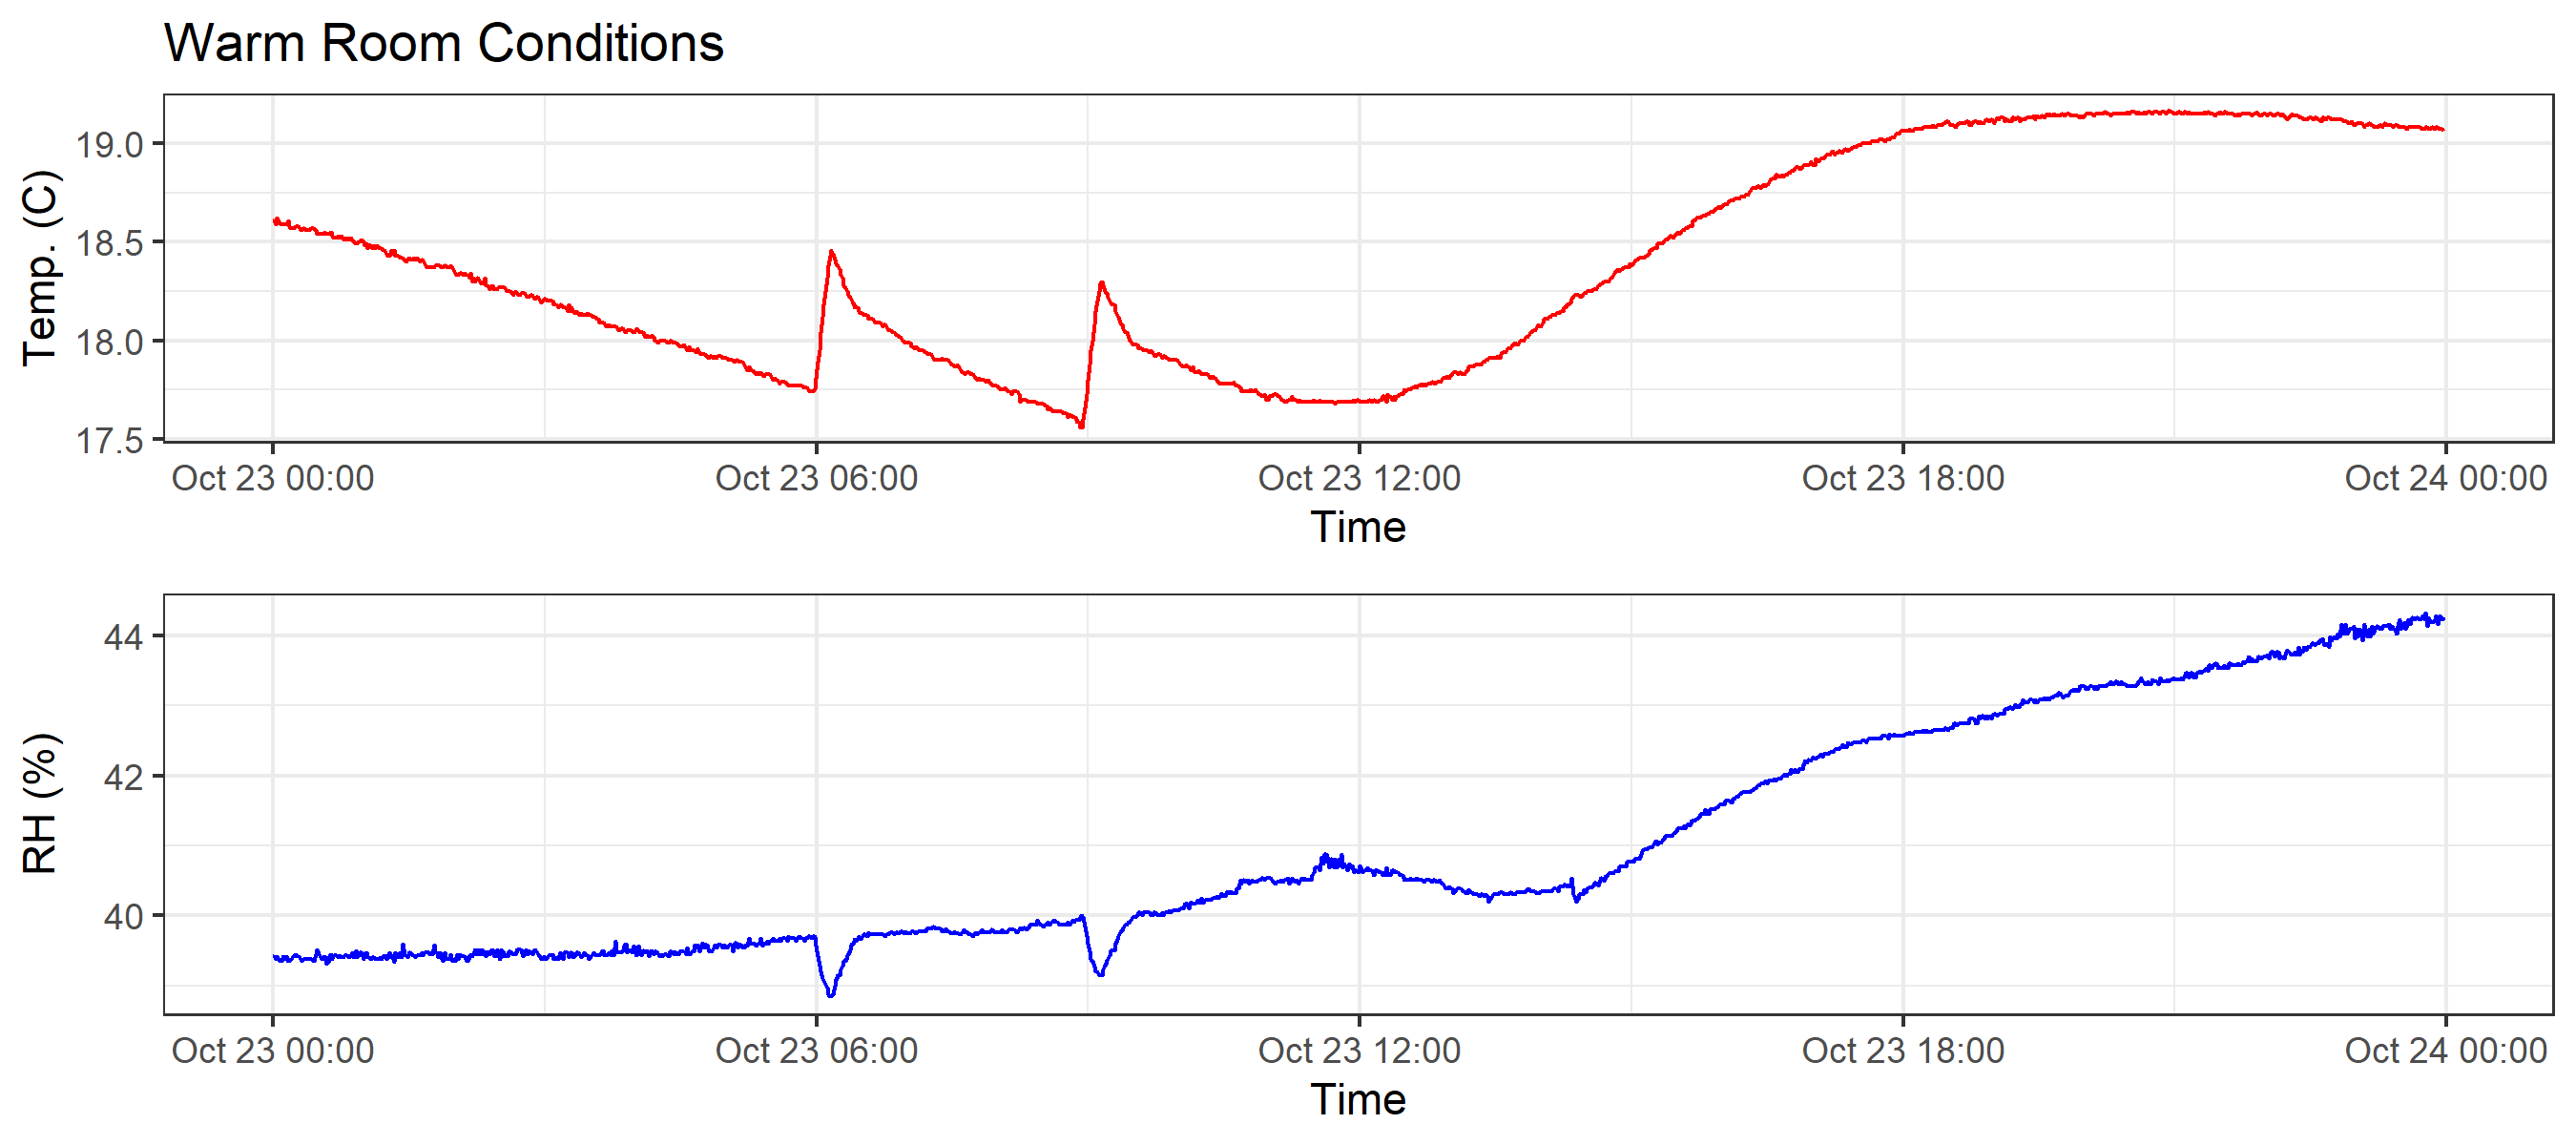 Warm Room Conditions
Temp. (C)
19.0
18.5
18.0
17.5
Oct 23 00:00 Oct 23 06:00 Oct 23 12:00 Oct 23 18:00 Oct 24 00:00
Time
RH (%)
44
42
40
Oct 23 00:00 Oct 23 06:00 Oct 23 12:00 Oct 23 18:00 Oct 24 00:00
Time